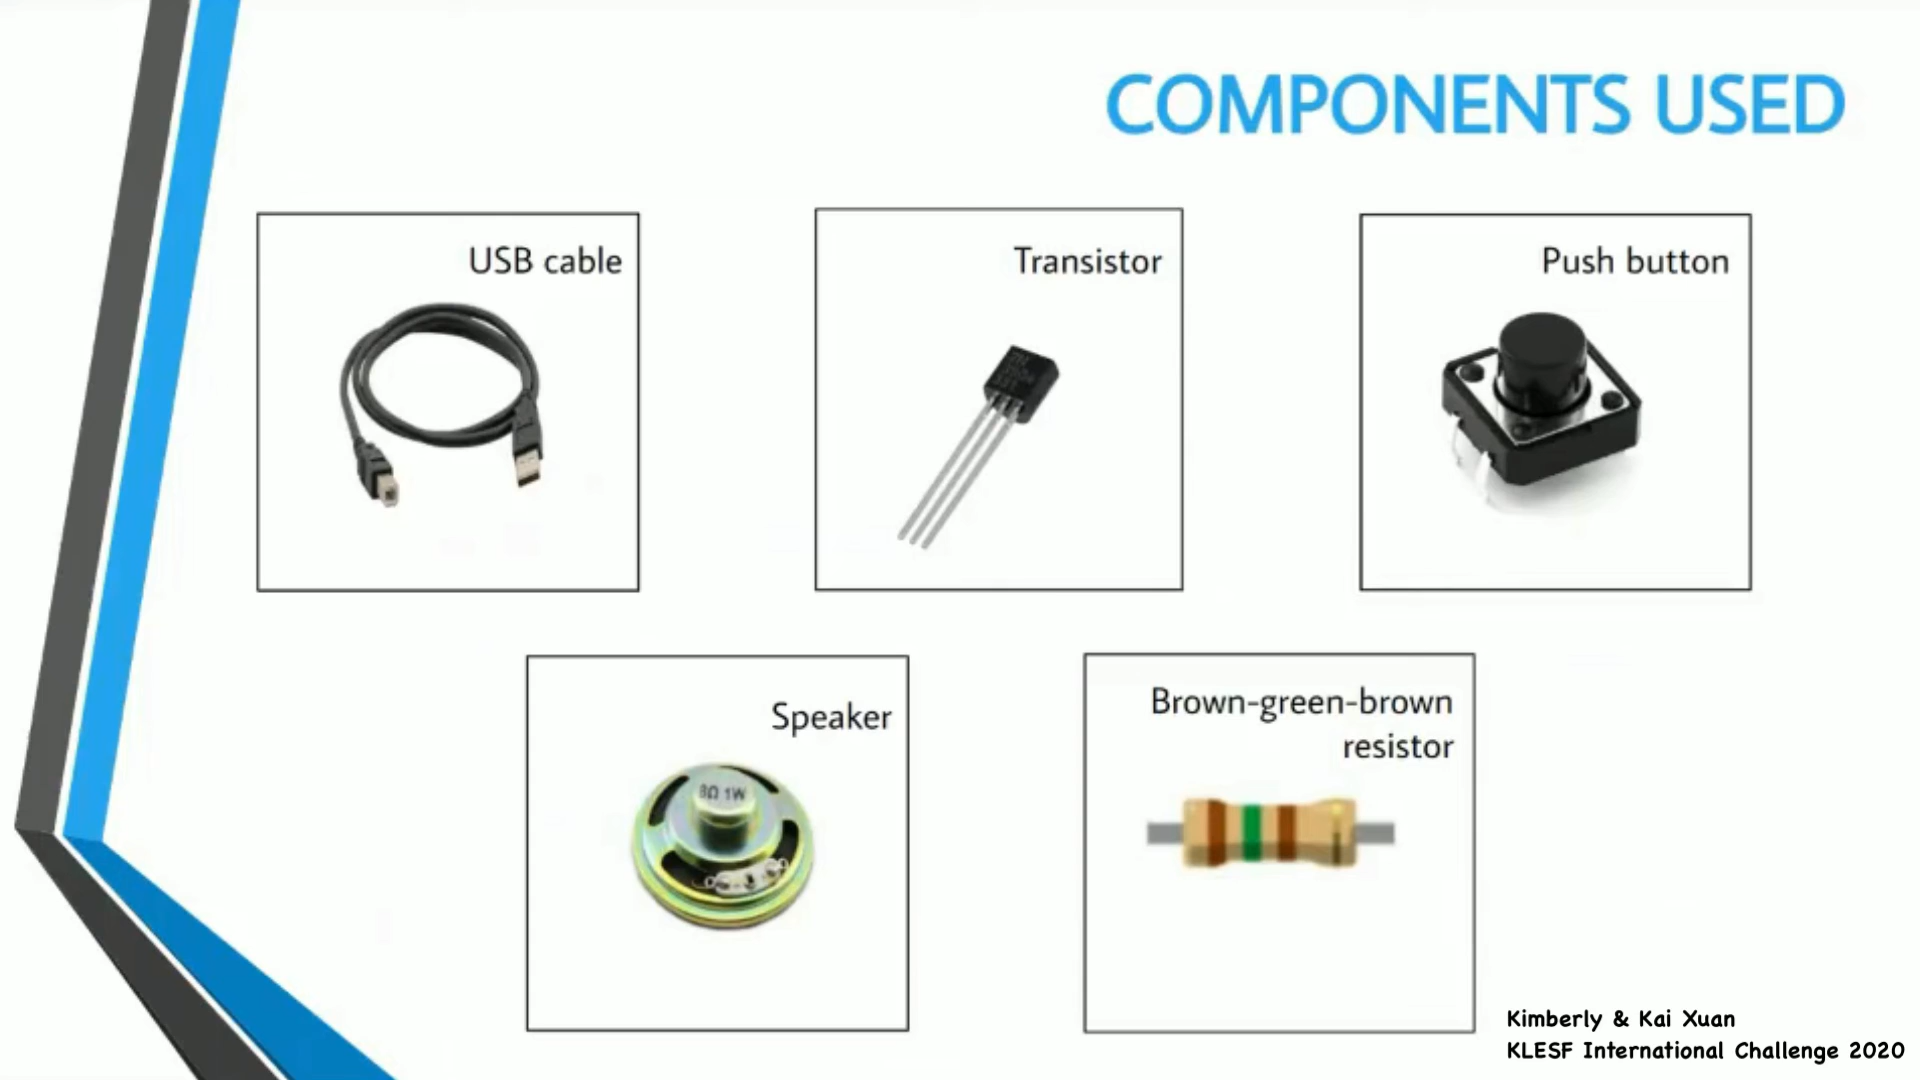 COMPONENTS USED
USB cable
Transistor
Push button
Speaker
8Ω 1W
Brown-green-brown
resistor
Kimberly & Kai Xuan
KLESF International Challenge 2020